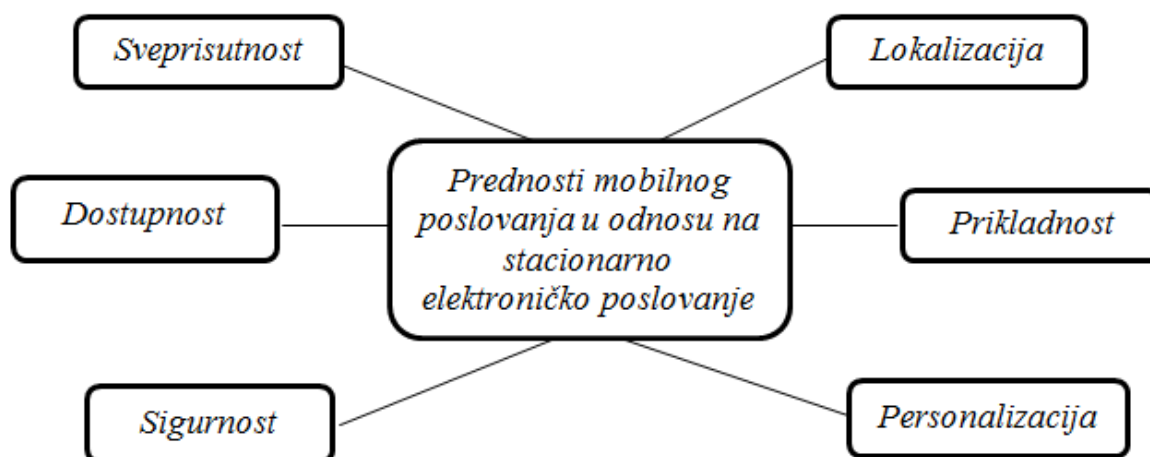 Sveprisutnost
Lokalizacija
Prednosti mobilnog
poslovanja u odnosu na
stacionarno
elektroničko poslovanje
Dostupnost
Prikladnost
Sigurnost
Personalizacija